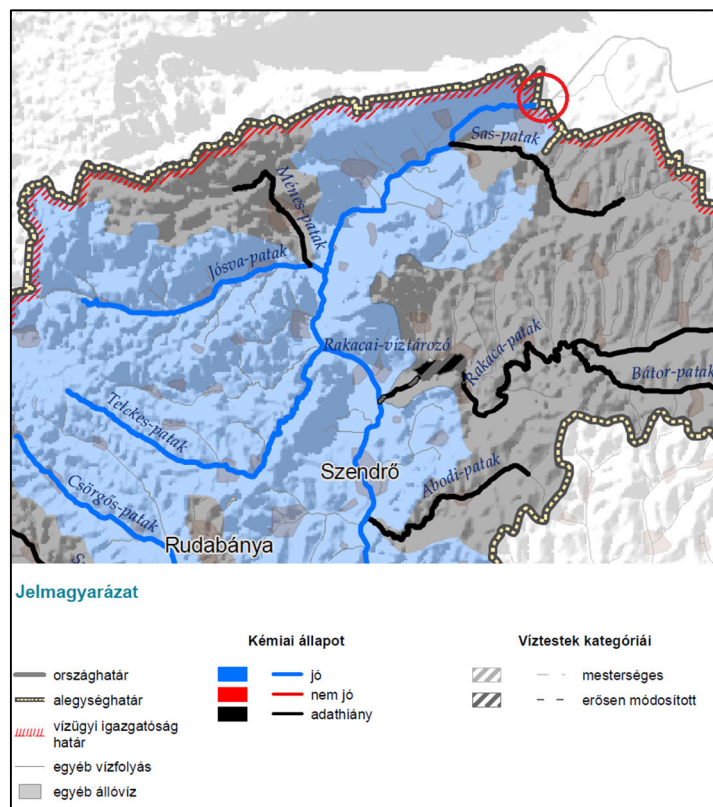 Sas-patak
Ménes-patak
Jósva-patak
Rakacai-víztározó
Rakaca-patak
Bátor-patak
Telekes-patak
Szendrő
Abodi-patak
Csörgős-patak
Rudabánya
S
Jelmagyarázat
Kémiai állapot
Víztestek kategóriái
országhatár
jó
mesterséges
alegységhatár
nem jó
erősen módosított
vízügyi igazgatóság
határ
adathiány
egyéb vízfolyás
egyéb állóvíz